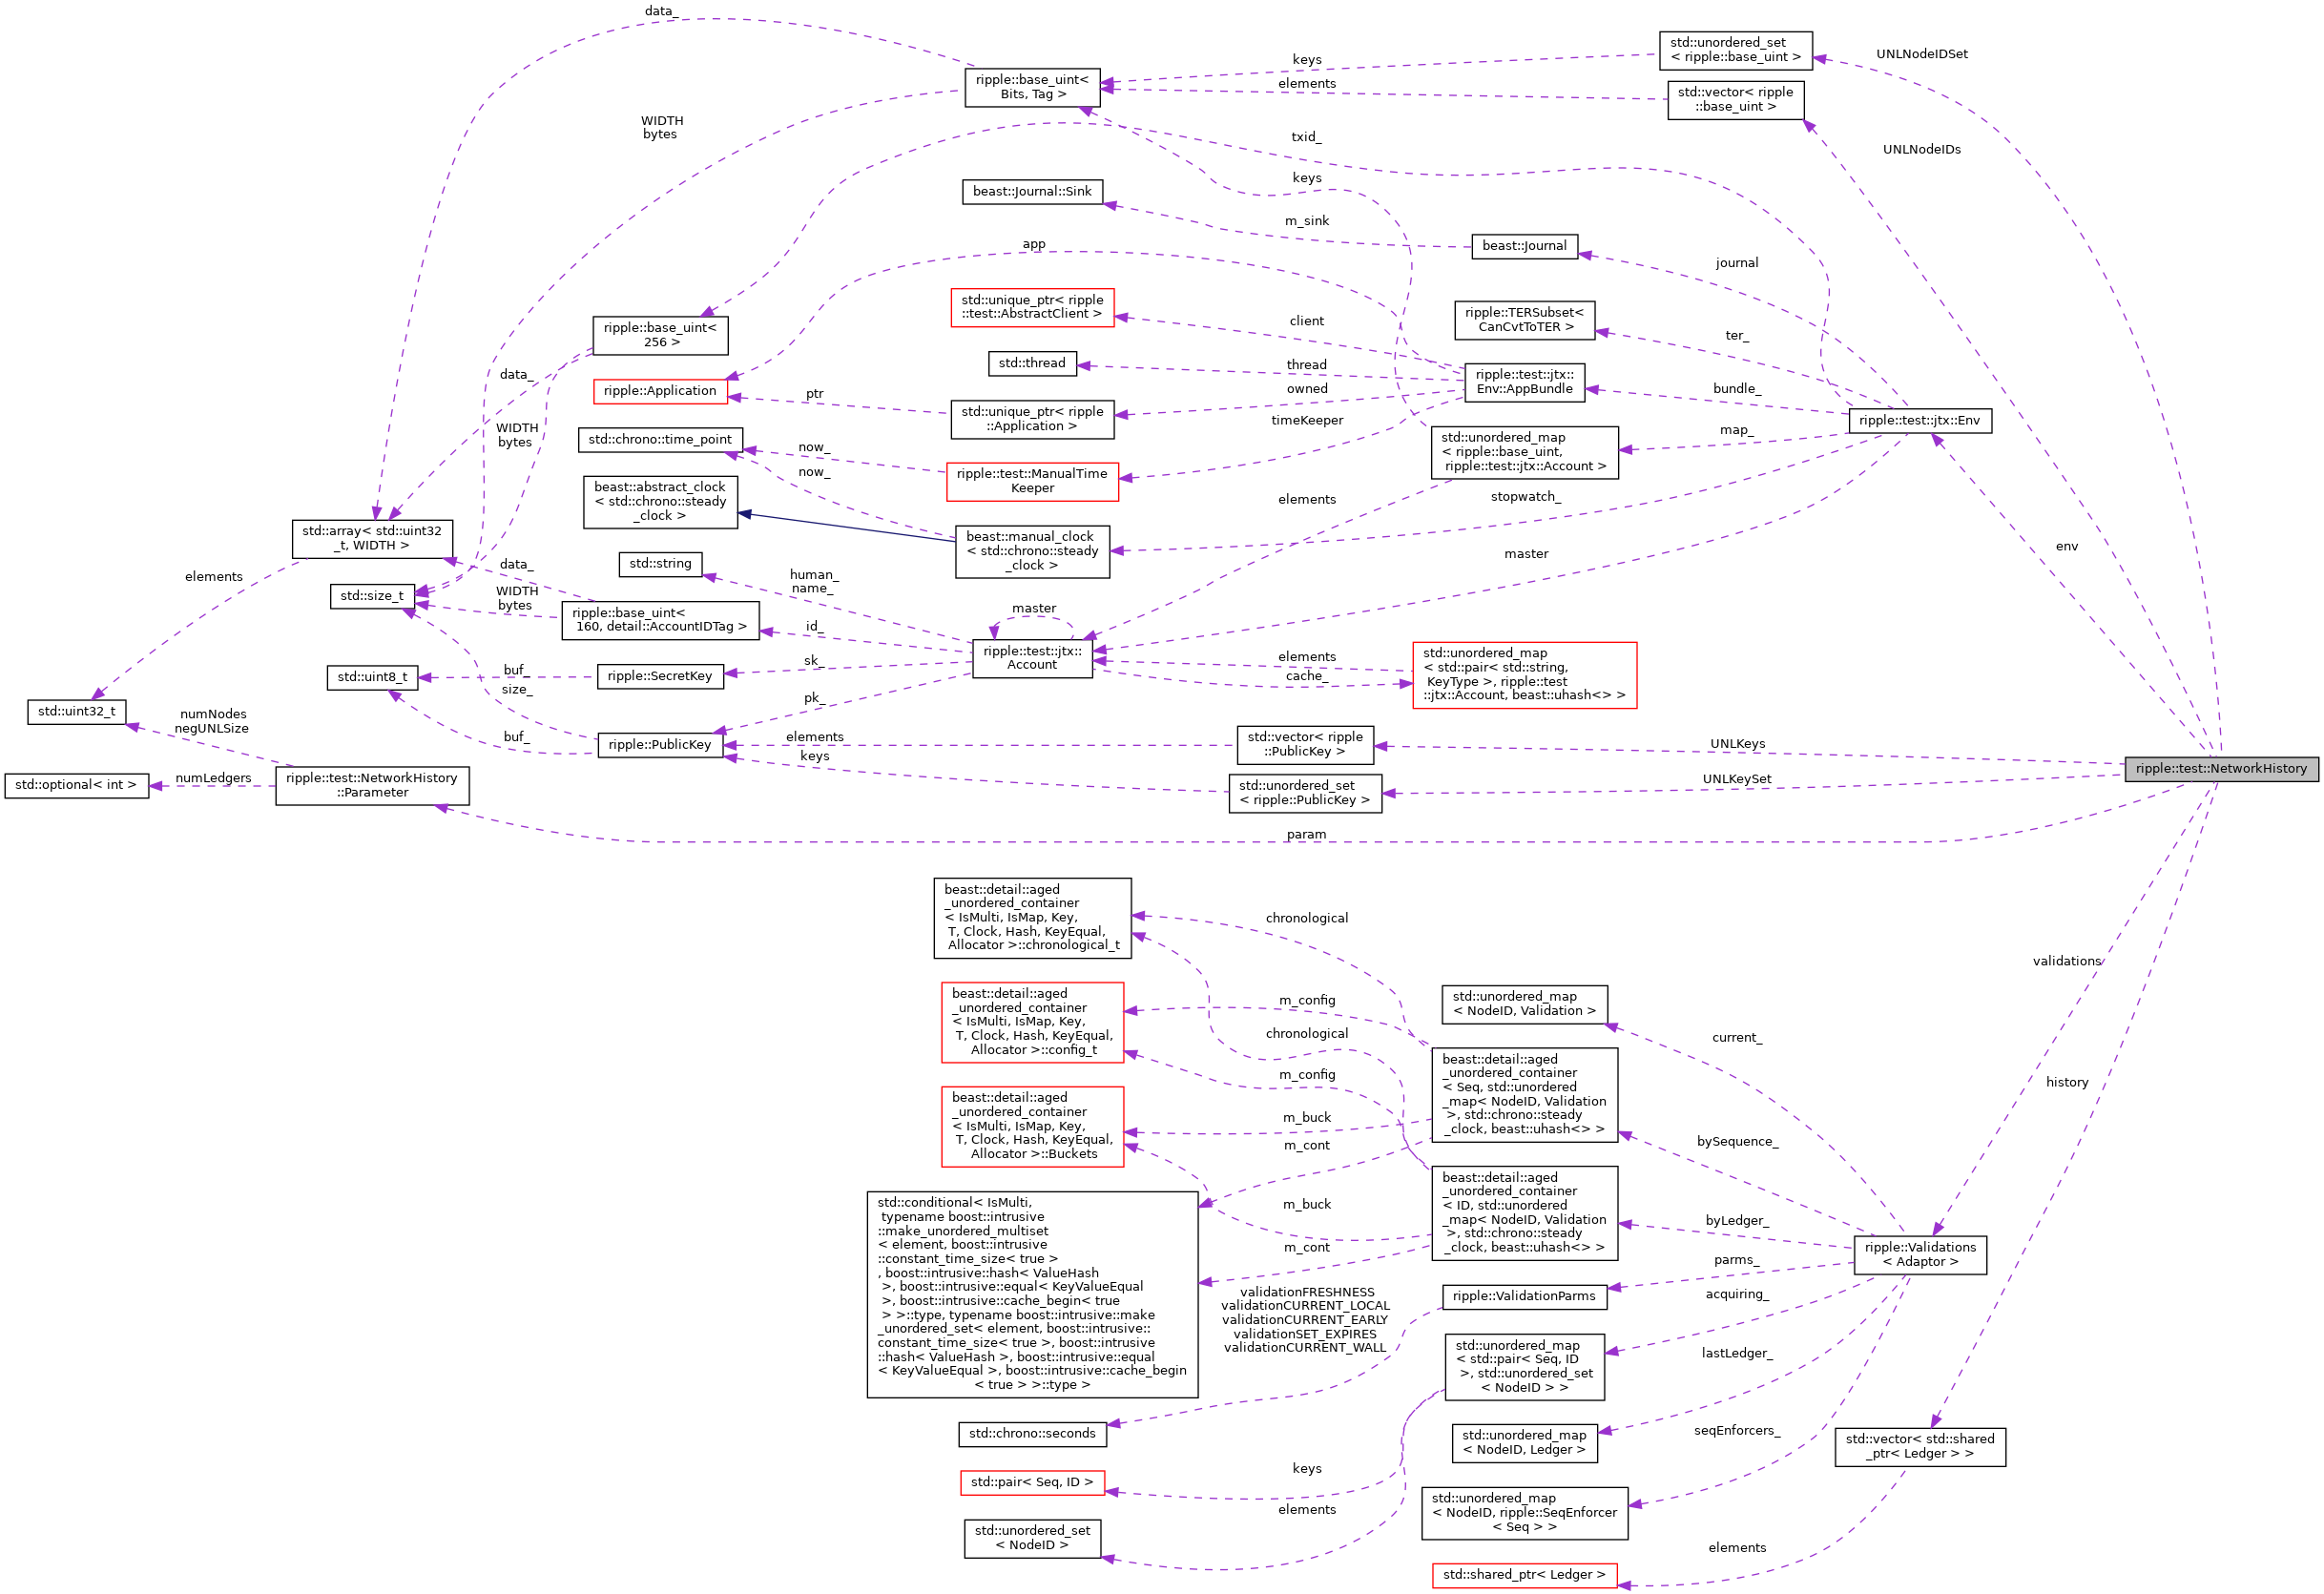 data_
std::unordered_set
< ripple::base_uint >
UNLNodeIDSet
keys
ripple::base_uint<
Bits, Tag >
elements
std::vector< ripple
::base_uint >
WIDTH
bytes
txid_
UNLNodeIDs
keys
beast::Journal::Sink
m_sink
app
beast::Journal
journal
std::unique_ptr< ripple
::test::AbstractClient >
ripple::TERSubset<
CanCvtToTER >
client
ripple::base_uint<
256 >
ter_
std::thread
thread
data_
ripple::test::jtx::
Env::AppBundle
bundle_
ripple::Application
ptr
owned
std::unique_ptr< ripple
::Application >
ripple::test::jtx::Env
timeKeeper
WIDTH
bytes
std::chrono::time_point
now_
map_
std::unordered_map
< ripple::base_uint,
ripple::test::jtx::Account >
ripple::test::ManualTime
Keeper
now_
beast::abstract_clock
< std::chrono::steady
_clock >
elements
stopwatch_
std::array< std::uint32
_t, WIDTH >
beast::manual_clock
< std::chrono::steady
_clock >
master
env
data_
std::string
elements
human_
name_
WIDTH
bytes
std::size_t
ripple::base_uint<
160, detail::AccountIDTag >
master
id_
ripple::test::jtx::
Account
sk_
elements
cache_
std::unordered_map
< std::pair< std::string,
KeyType >, ripple::test
::jtx::Account, beast::uhash<> >
buf_
std::uint8_t
ripple::SecretKey
size_
pk_
std::uint32_t
numNodes
negUNLSize
buf_
ripple::PublicKey
elements
std::vector< ripple
::PublicKey >
UNLKeys
keys
ripple::test::NetworkHistory
std::optional< int >
numLedgers
ripple::test::NetworkHistory
::Parameter
std::unordered_set
< ripple::PublicKey >
UNLKeySet
param
beast::detail::aged
_unordered_container
< IsMulti, IsMap, Key,
T, Clock, Hash, KeyEqual,
Allocator >::chronological_t
chronological
validations
beast::detail::aged
_unordered_container
< IsMulti, IsMap, Key,
T, Clock, Hash, KeyEqual,
Allocator >::config_t
m_config
std::unordered_map
< NodeID, Validation >
chronological
current_
m_config
beast::detail::aged
_unordered_container
< Seq, std::unordered
_map< NodeID, Validation
>, std::chrono::steady
_clock, beast::uhash<> >
history
beast::detail::aged
_unordered_container
< IsMulti, IsMap, Key,
T, Clock, Hash, KeyEqual,
Allocator >::Buckets
m_buck
m_cont
bySequence_
std::conditional< IsMulti,
typename boost::intrusive
::make_unordered_multiset
< element, boost::intrusive
::constant_time_size< true >
, boost::intrusive::hash< ValueHash
>, boost::intrusive::equal< KeyValueEqual
>, boost::intrusive::cache_begin< true
> >::type, typename boost::intrusive::make
_unordered_set< element, boost::intrusive::
constant_time_size< true >, boost::intrusive
::hash< ValueHash >, boost::intrusive::equal
< KeyValueEqual >, boost::intrusive::cache_begin
< true > >::type >
m_buck
m_cont
beast::detail::aged
_unordered_container
< ID, std::unordered
_map< NodeID, Validation
>, std::chrono::steady
_clock, beast::uhash<> >
byLedger_
ripple::Validations
< Adaptor >
parms_
validationFRESHNESS
validationCURRENT_LOCAL
validationCURRENT_EARLY
validationSET_EXPIRES
validationCURRENT_WALL
ripple::ValidationParms
acquiring_
std::unordered_map
< std::pair< Seq, ID
>, std::unordered_set
< NodeID > >
lastLedger_
std::chrono::seconds
std::unordered_map
< NodeID, Ledger >
seqEnforcers_
std::vector< std::shared
_ptr< Ledger > >
std::pair< Seq, ID >
keys
std::unordered_map
< NodeID, ripple::SeqEnforcer
< Seq > >
elements
std::unordered_set
< NodeID >
elements
std::shared_ptr< Ledger >